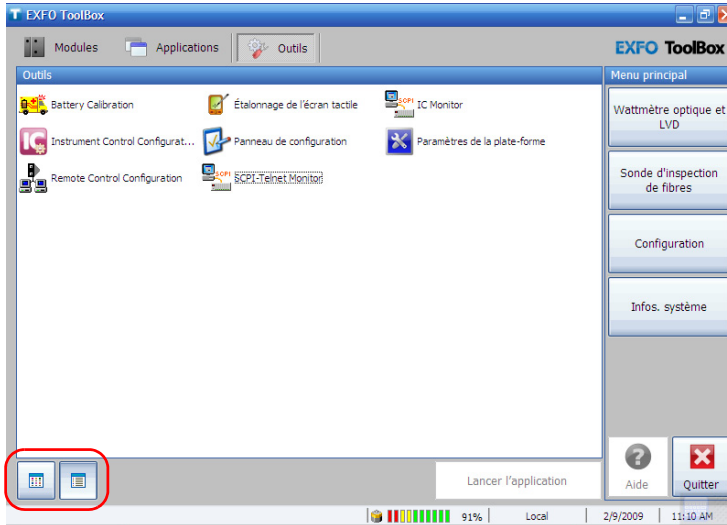 EXFO ToolBox
Modules
Applications
Outils
EXFO ToolBox
Outils
Menu principal
Battery Calibration
Étalonnage de l'écran tactile
SCPI
IC Monitor
Wattmètre optique et
LVD
IC
Instrument Control Configurat...
Panneau de configuration
Paramètres de la plate-forme
Remote Control Configuration
SCPI
SCPI-Telnet Monitor
Sonde d'inspection
de fibres
Configuration
Infos. système
Lancer l'application
Aide
Quitter
91%
Local
2/9/2009
11:10 AM